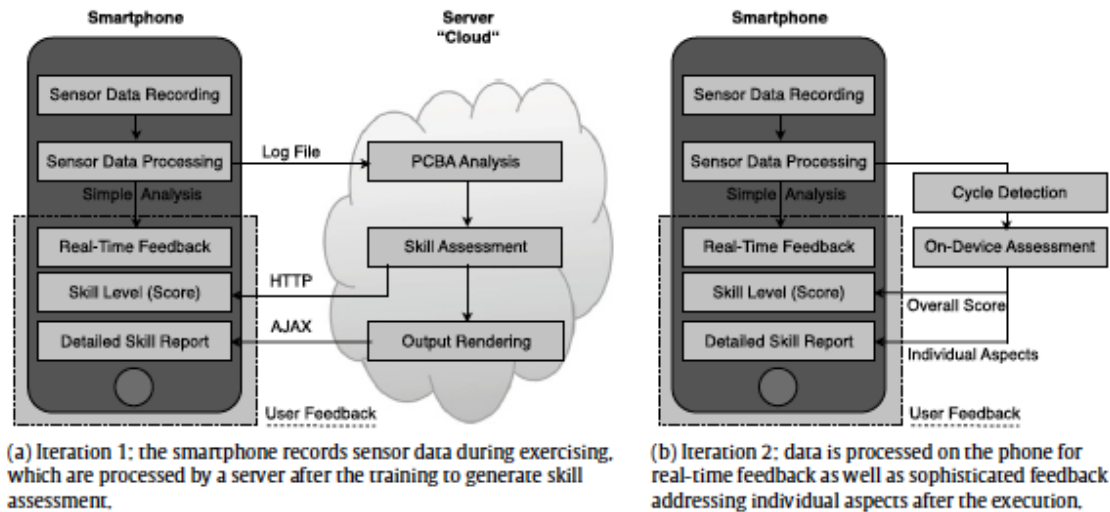 Smartphone
Server
"Cloud"
Sensor Data Recording
Sensor Data Processing
Log File
PCBA Analysis
Simple Analysis
Real-Time Feedback
Skill Assessment
HTTP
Skill Level (Score)
AJAX
Detailed Skill Report
Output Rendering
User Feedback
(a) Iteration 1: the smartphone records sensor data during exercising,
which are processed by a server after the training to generate skill
assessment.
Smartphone
Sensor Data Recording
Sensor Data Processing
Simple Analysis
Cycle Detection
Real-Time Feedback
On-Device Assessment
Skill Level (Score)
Overall Score
Detailed Skill Report
Individual Aspects
User Feedback
(b) Iteration 2: data is processed on the phone for
real-time feedback as well as sophisticated feedback
addressing individual aspects after the execution.